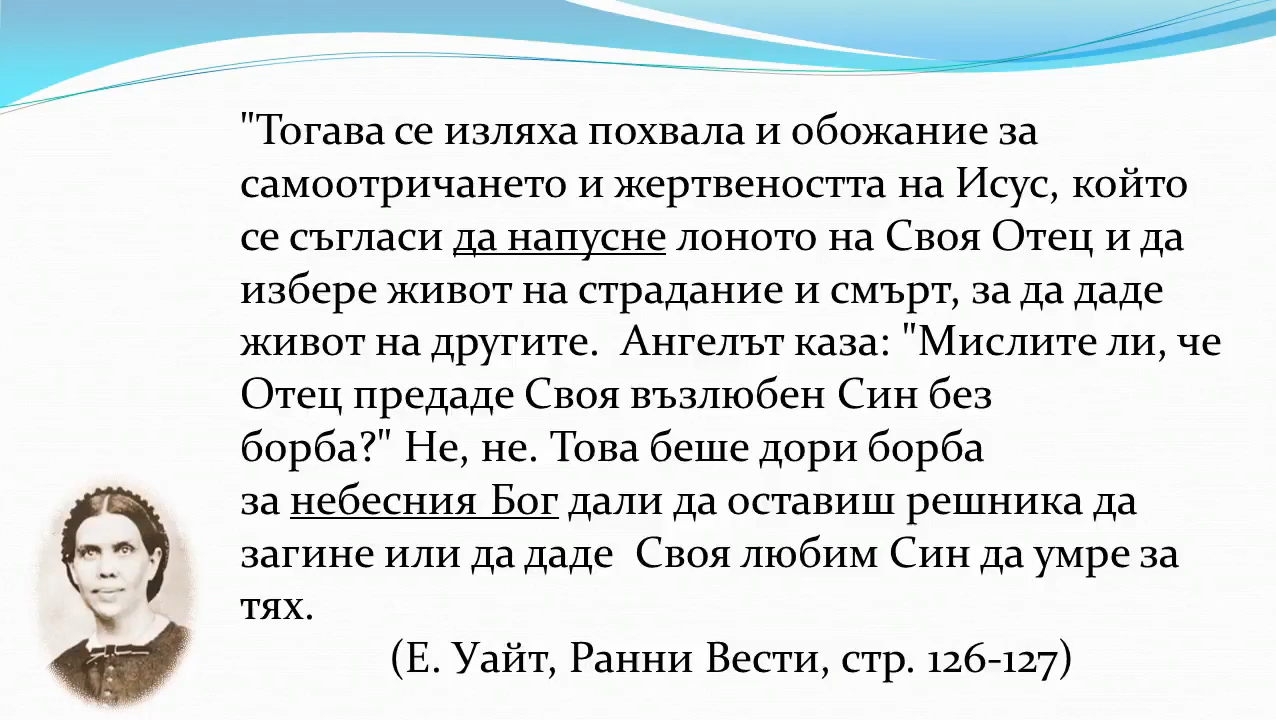 "Тогава се изляха похвала и обожание за
самоотричането и жертвеността на Исус, който
се съгласи да напусне лоното на Своя Отец и да
избере живот на страдание и смърт, за да даде
живот на другите. Ангелът каза: "Мислите ли, че
Отец предаде Своя възлюбен Син без
борба?" Не, не. Това беше дори борба
за небесния Бог дали да оставиш решника да
загине или да даде Своя любим Син да умре за
тях.
(Е. Уайт, Ранни Вести, стр. 126-127)